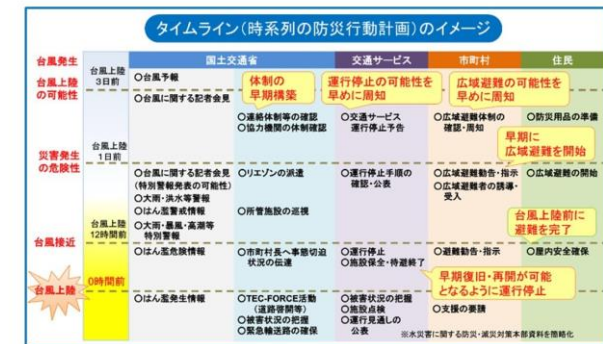 タイムライン(時系列の防災行動計画)のイメージ
国土交通省
交通サービス
市町村
住民
台風発生
台風上陸
の可能性
災害発生
の危険性
台風接近
台風上陸
台風上陸
3日前
台風上陸
1日前
台風上陸
12時間前
0時間前
○台風予報
○台風に関する記者会見
体制の
早期構築
○連絡体制等の確認
○協力機関の体制確認
運行停止の可能性を
早めに周知
○交通サービス
運行停止予告
広域避難の可能性を
早めに周知
○広域避難体制の
確認・周知
○防災用品の準備
早期に
広域避難を開始
○台風に関する記者会見
(特別警報発表の可能性)
○大雨・洪水等警報
○はん濫警戒情報
○大雨・暴風・高潮等
特別警報
○リエゾンの派遣
○所管施設の巡視
○運行停止手順の
確認・公表
○広域避難勧告・指示
○広域避難者の誘導・
受入
○広域避難の開始
台風上陸前に
避難を完了
○はん濫危険情報
○市町村長へ事態切迫
状況の伝達
○運行停止
○施設保全・待避終了
○避難勧告・指示
○屋内安全確保
早期復旧・再開が可能
となるように運行停止
○はん濫発生情報
○TEC-FORCE活動
(道路啓開等)
○被害状況の把握
○緊急輸送路の確保
○被害状況の把握
○施設点検
○運行見通しの
公表
○支援の要請
※水災害に関する防災・減災対策本部資料を簡略化